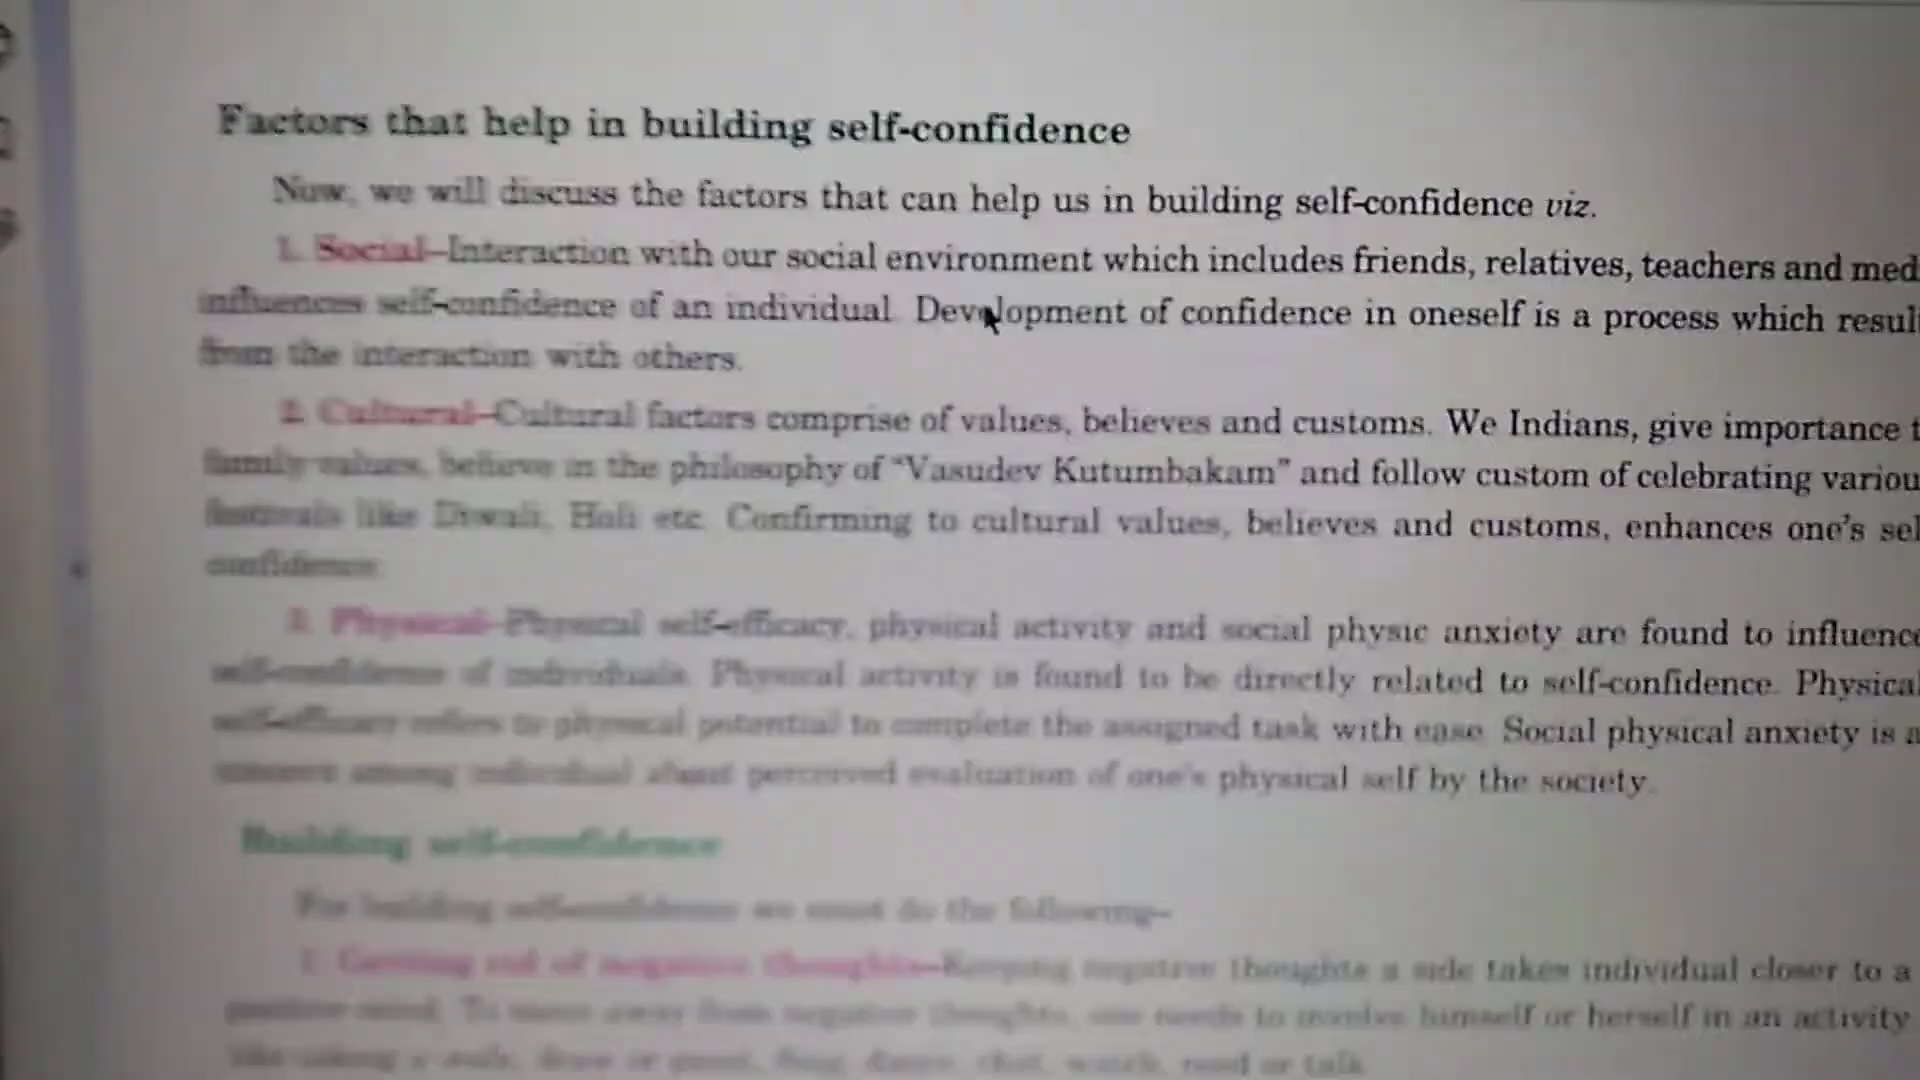 Factors that help in building self-confidence
Now, we will discuss the factors that can help us in building self-confidence viz.
1. Social–Interaction with our social environment which includes friends, relatives, teachers and med
influences self-confidence of an individual. Development of confidence in oneself is a process which resul
from the interaction with others.
2. Cultural–Cultural factors comprise of values, believes and customs. We Indians, give importance t
family values, believe in the philosophy of "Vasudev Kutumbakam" and follow custom of celebrating variou
festivals like Diwali, Holi etc. Confirming to cultural values, believes and customs, enhances one's sel
confidence.
3. Physical–Physical self-efficacy, physical activity and social physic anxiety are found to influence
self-confidence of individuals. Physical activity is found to be directly related to self-confidence. Physical
self-efficacy refers to physical potential to complete the assigned task with ease. Social physical anxiety is a
among individual about perceived evaluation of one's physical self by the society.
Building self-confidence
For building self-confidence we must do the following–
1. Getting rid of negative thoughts–Keeping negative thoughts a side takes individual closer to a
positive mind. To move away from negative thoughts, one needs to involve himself or herself in an activity
like taking a walk, draw or paint, sing, dance, chat, watch, read or talk